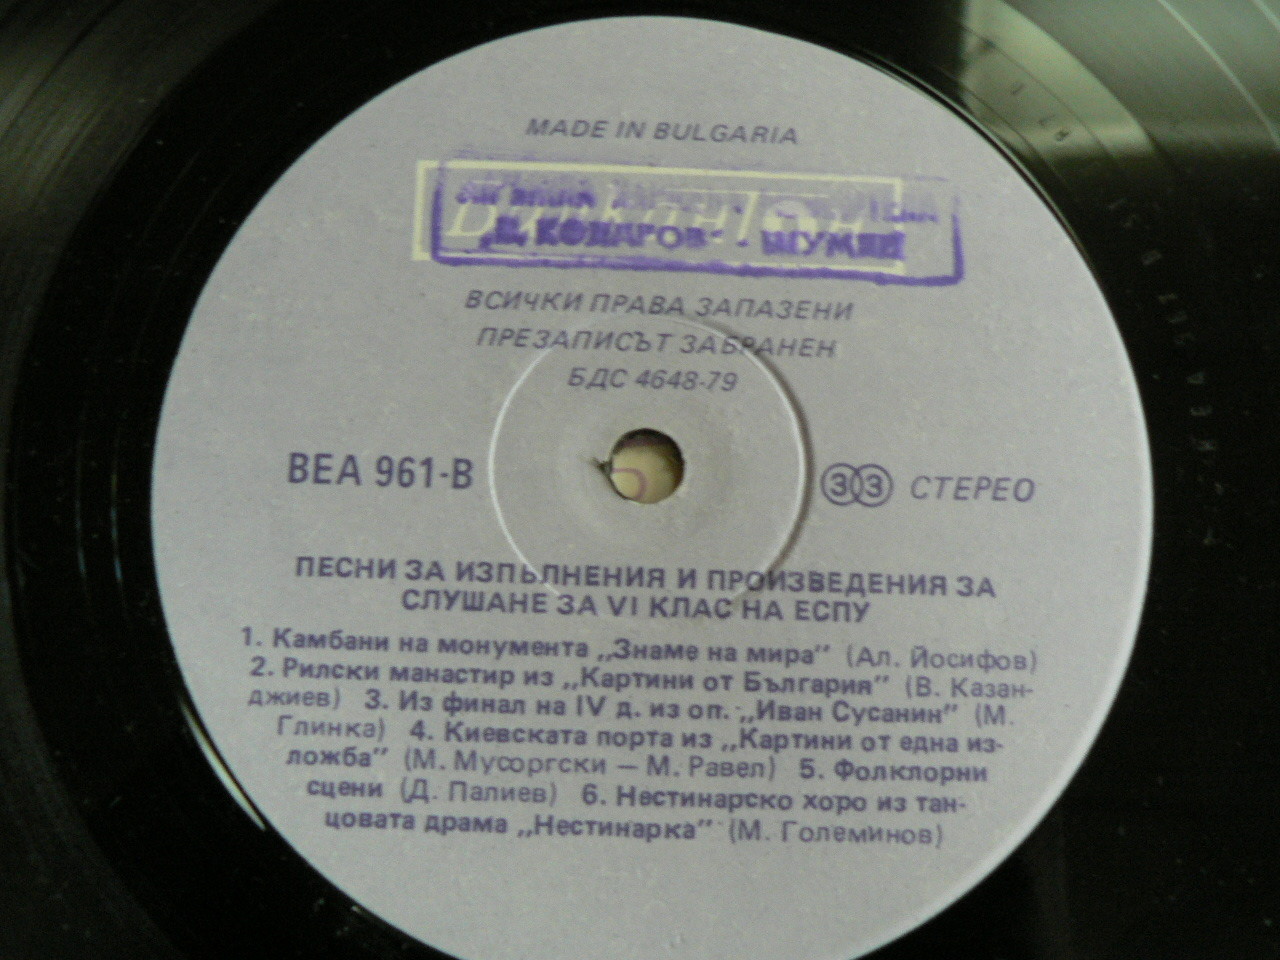 MADE IN BULGARIA
Балкантон
„В. КОЛАРОВ“ - ШУМЕН
ВСИЧКИ ПРАВА ЗАПАЗЕНИ
ПРЕЗАПИСЪТ ЗАБРАНЕН
БДС 4648-79
ВЕА 961-В
33 СТЕРЕО
ПЕСНИ ЗА ИЗПЪЛНЕНИЯ И ПРОИЗВЕДЕНИЯ ЗА
СЛУШАНЕ ЗА VI КЛАС НА ЕСПУ
1. Камбани на монумента „Знаме на мира” (Ал. Йосифов)
2. Рилски манастир из „Картини от България” (В. Казан-
джиев) 3. Из финал на IV д. из оп. „Иван Сусанин” (М.
Глинка) 4. Киевската порта из „Картини от една из-
ложба” (М. Мусоргски — М. Равел) 5. Фолклорни
сцени (Д. Палиев) 6. Нестинарско хоро из тан-
цовата драма „Нестинарка” (М. Големинов)